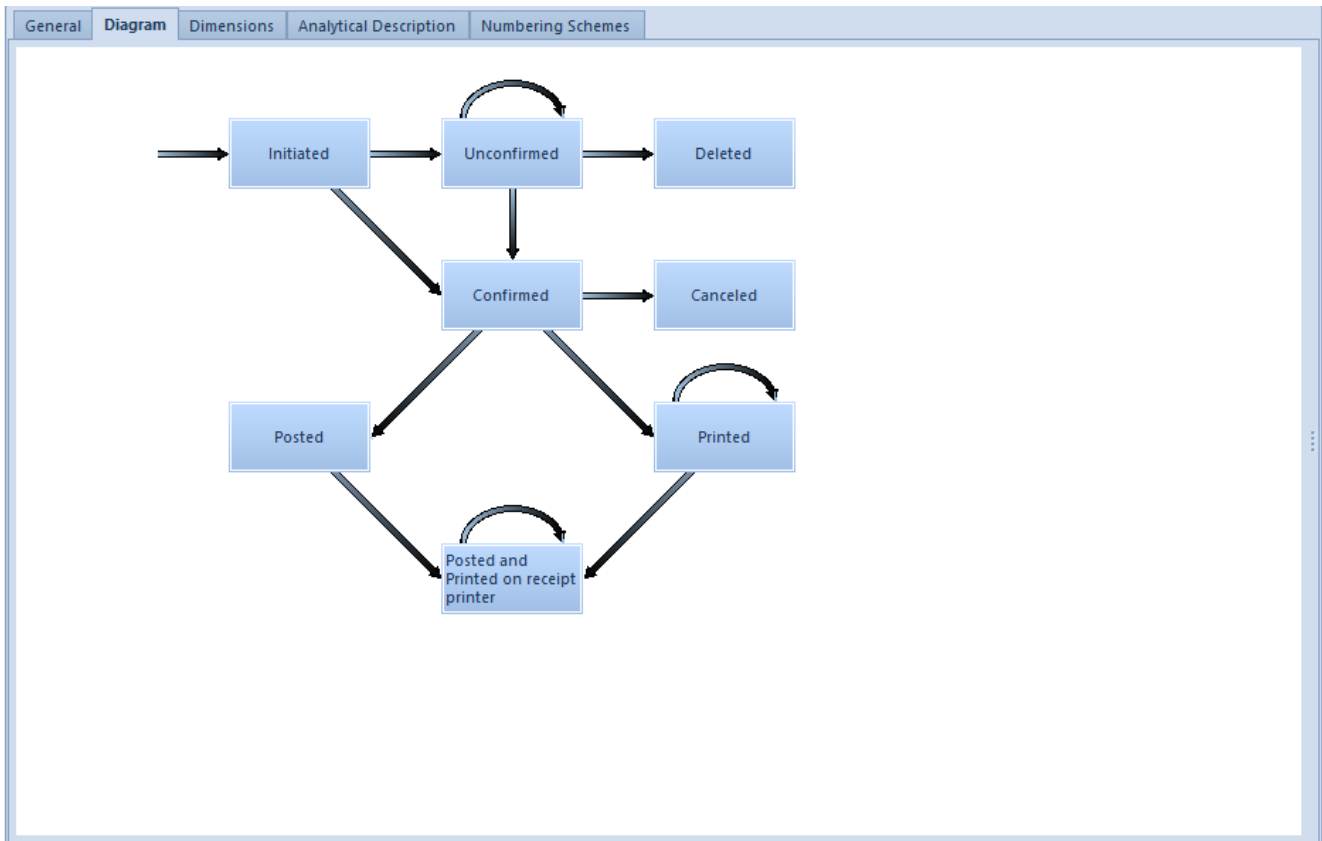 General Diagram Dimensions Analytical Description Numbering Schemes
Initiated Unconfirmed Deleted
Confirmed Canceled
Posted Printed
Posted and
Printed on receipt
printer